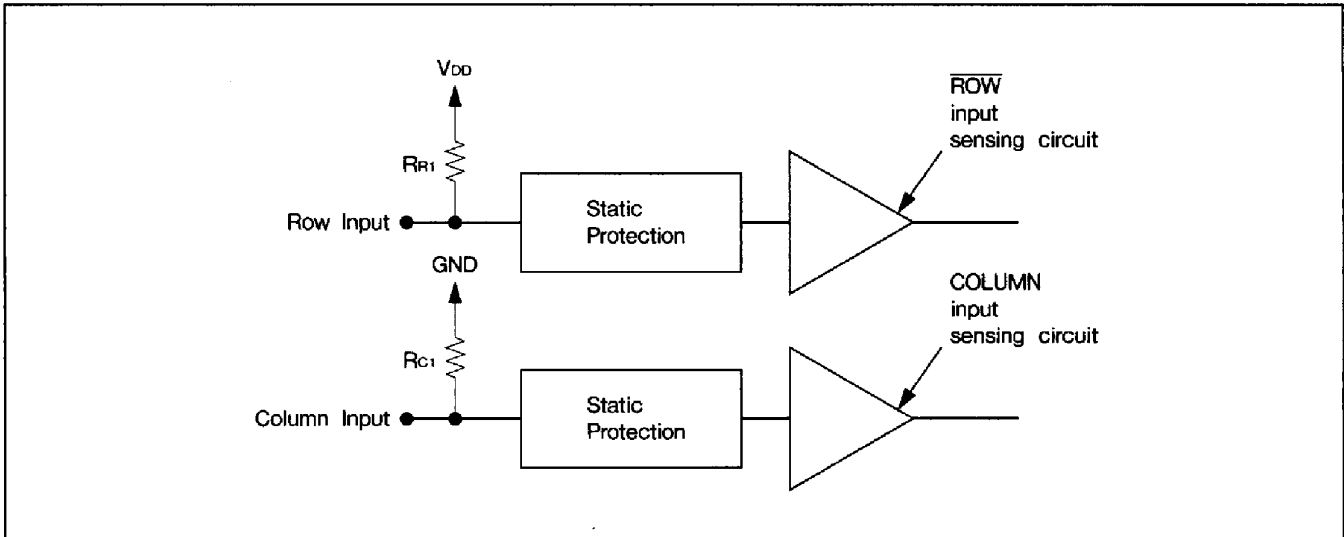 VDD
RR1
Row Input
Static
Protection
ROW
input
sensing circuit
GND
RC1
Column Input
Static
Protection
COLUMN
input
sensing circuit